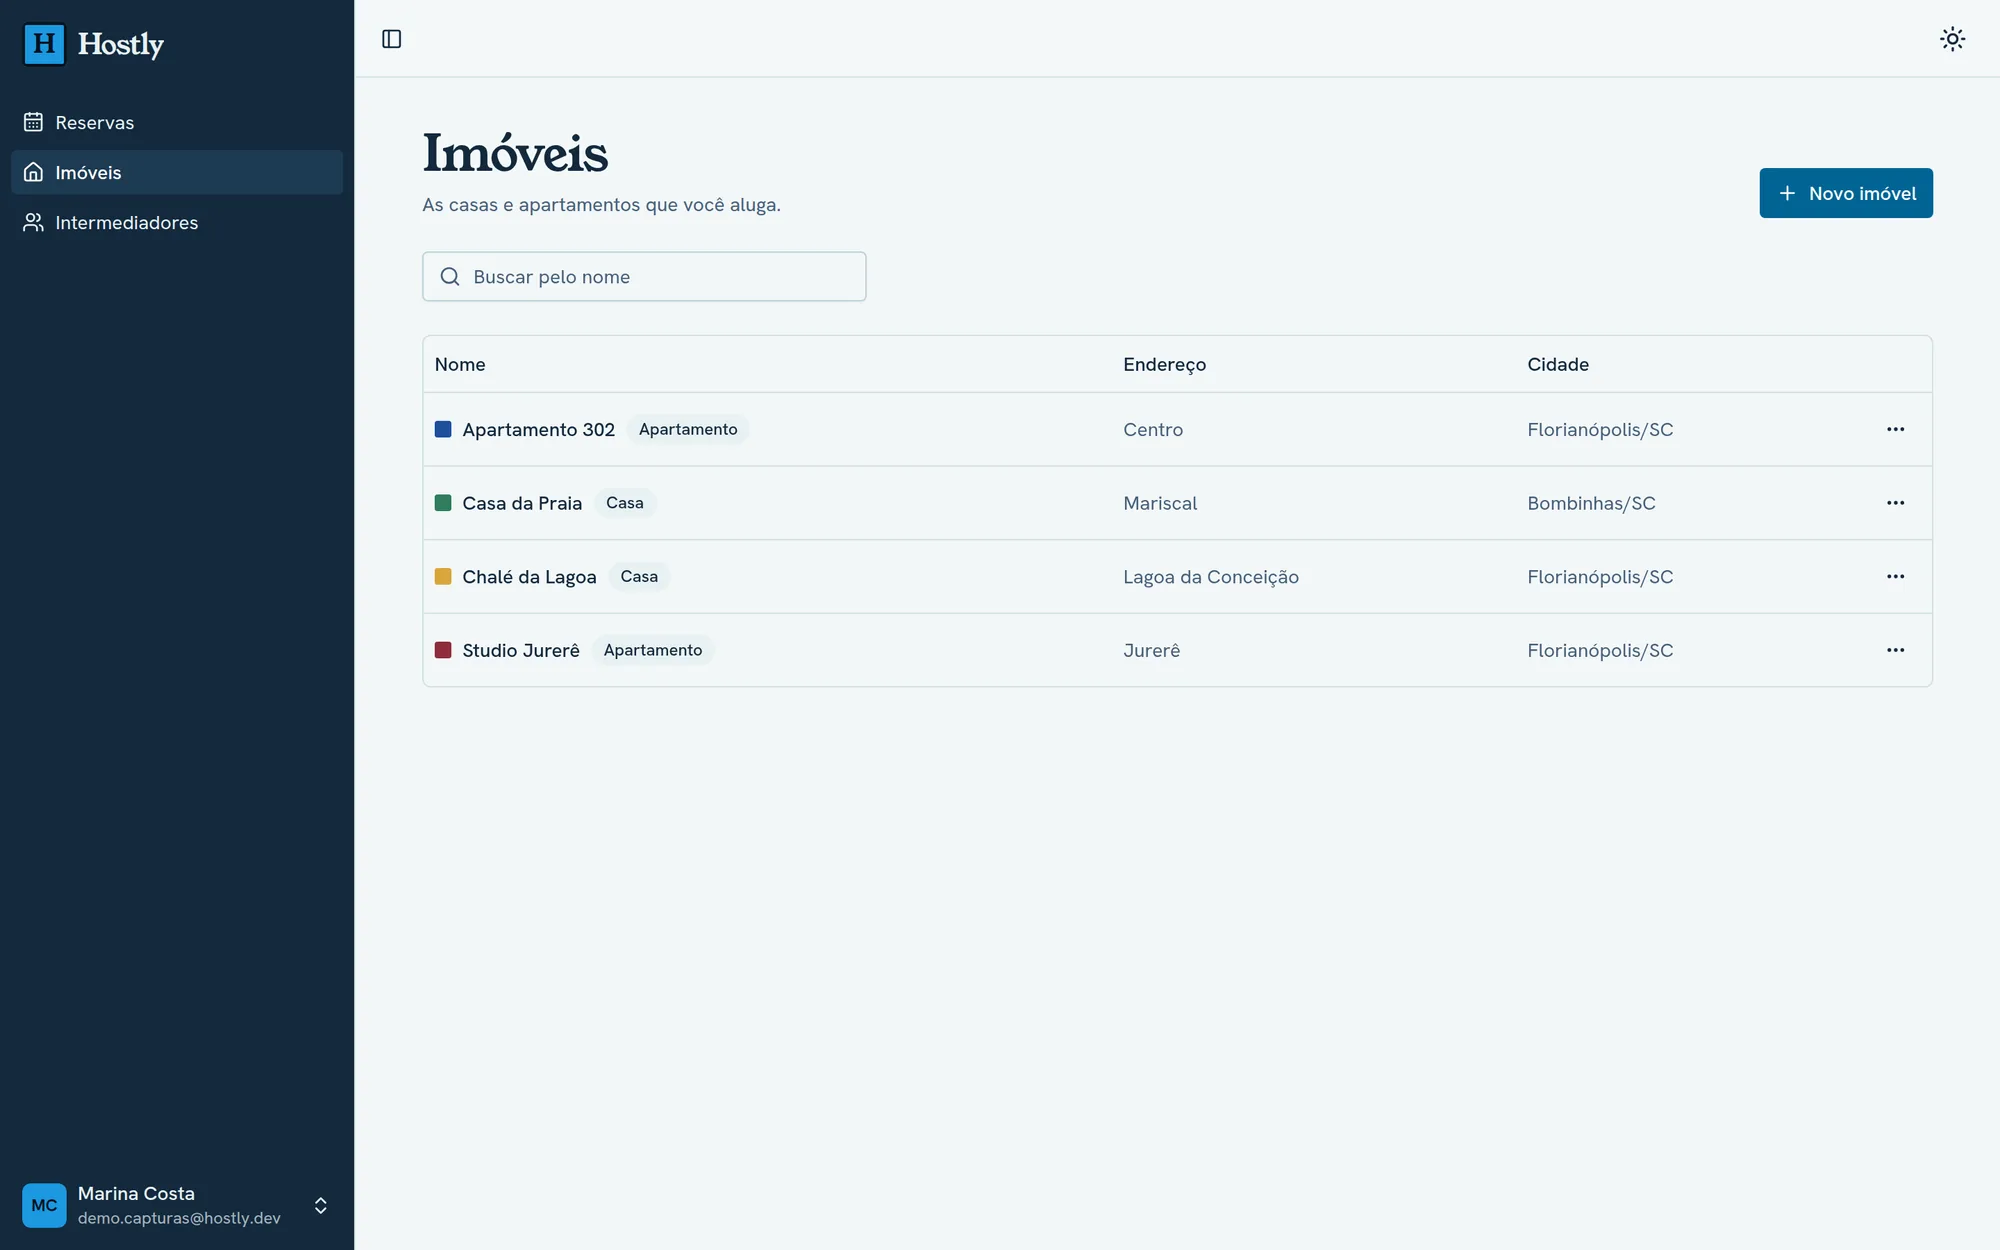 H Hostly
Reservas
Imóveis
Intermediadores
Imóveis
As casas e apartamentos que você aluga.
Novo imóvel
Buscar pelo nome
Nome Endereço Cidade
Apartamento 302 Apartamento Centro Florianópolis/SC
Casa da Praia Casa Mariscal Bombinhas/SC
Chalé da Lagoa Casa Lagoa da Conceição Florianópolis/SC
Studio Jurerê Apartamento Jurerê Florianópolis/SC
MC Marina Costa
demo.capturas@hostly.dev